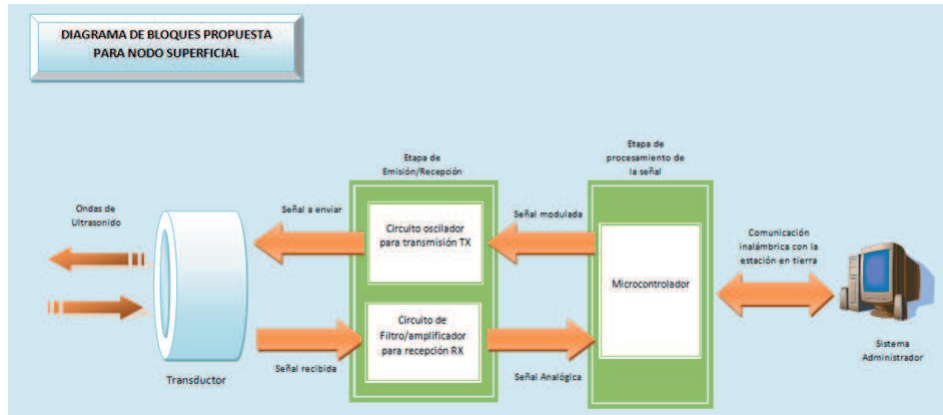 DIAGRAMA DE BLOQUES PROPUESTA
PARA NODO SUPERFICIAL
Etapa de
Emisión/Recepción
Etapa de
procesamiento de
la señal
Ondas de
Ultrasonido
Señal a enviar
Circuito oscilador
para transmisión TX
Señal modulada
Comunicación
inalámbrica con la
estación en tierra
Microcontrolador
Circuito de
Filtro/amplificador
para recepción RX
Señal recibida
Señal Analógica
Transductor
Sistema
Administrador